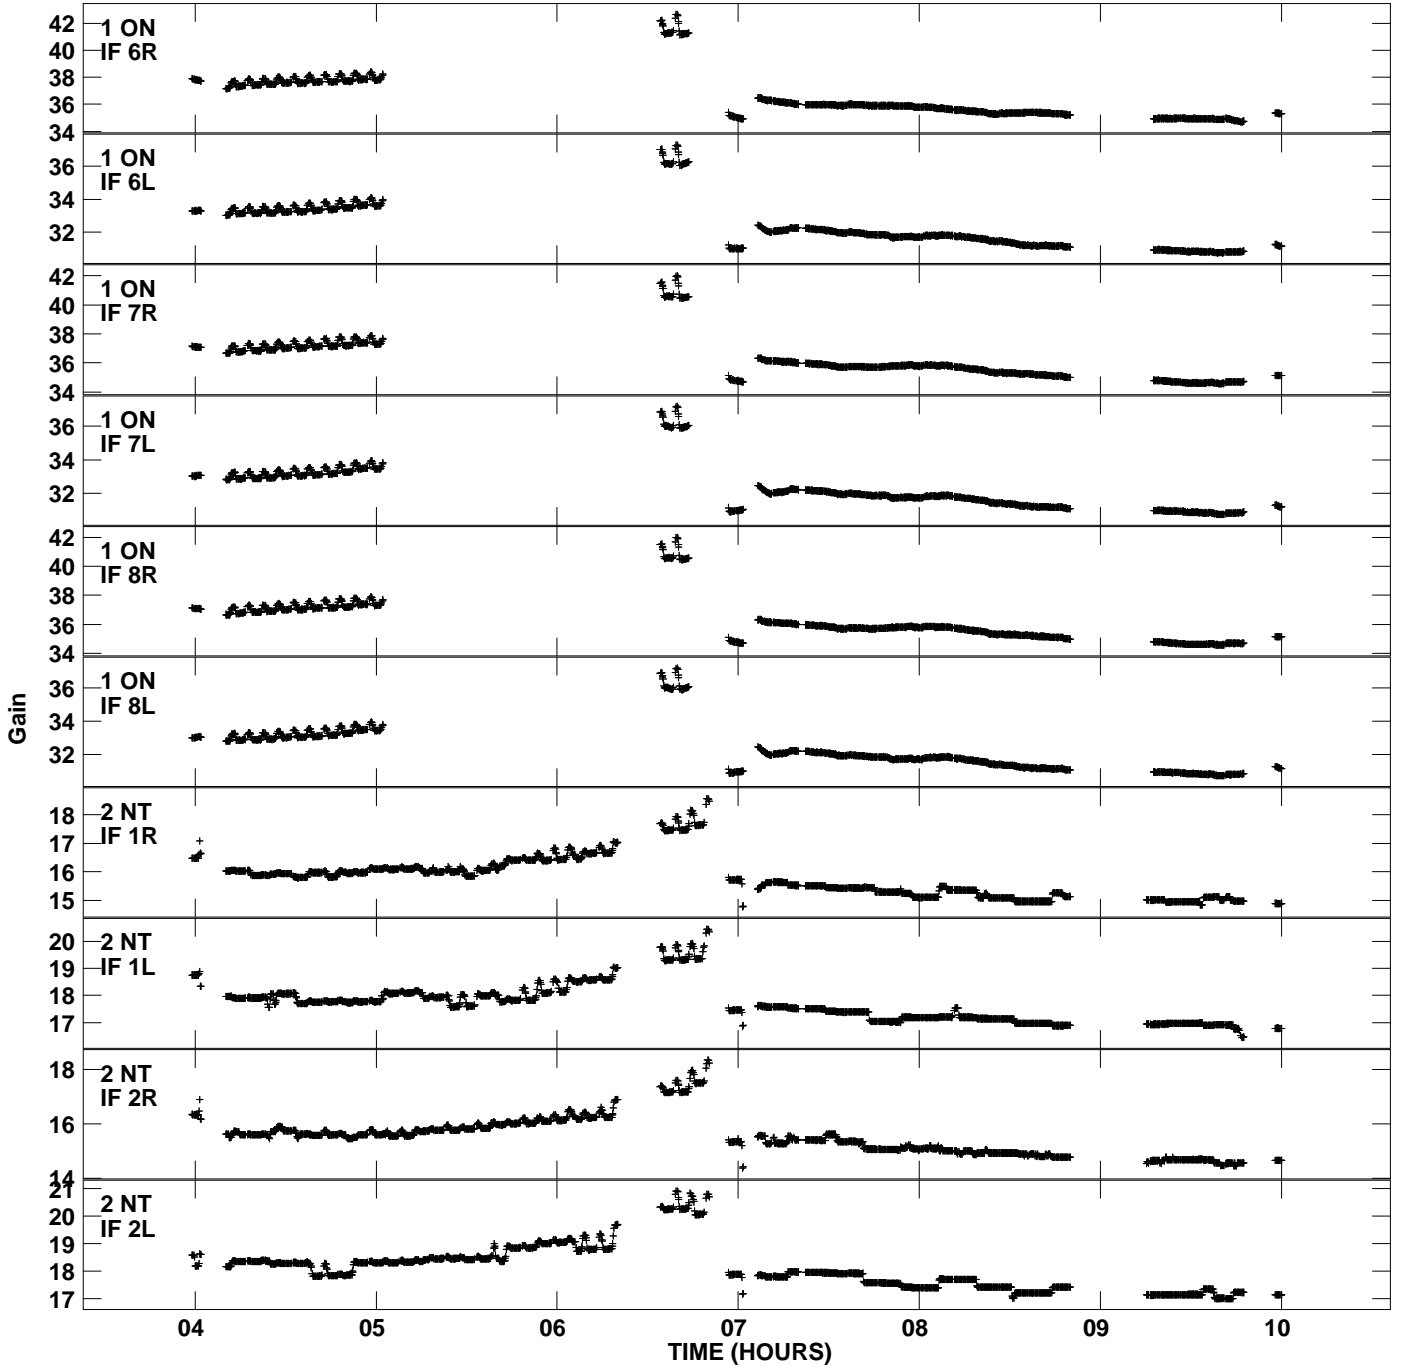 42
1 ON
IF 6R
40
38
36
34
1 ON
IF 6L
36
34
32
42
1 ON
IF 7R
40
38
36
34
1 ON
IF 7L
36
34
32
42
1 ON
IF 8R
40
38
36
34
1 ON
IF 8L
36
34
32
Gain
18
2 NT
IF 1R
17
16
15
20
2 NT
IF 1L
19
18
17
18
2 NT
IF 2R
16
14
21
2 NT
IF 2L
20
19
18
17
04 05 06 07 08 09 10
TIME (HOURS)